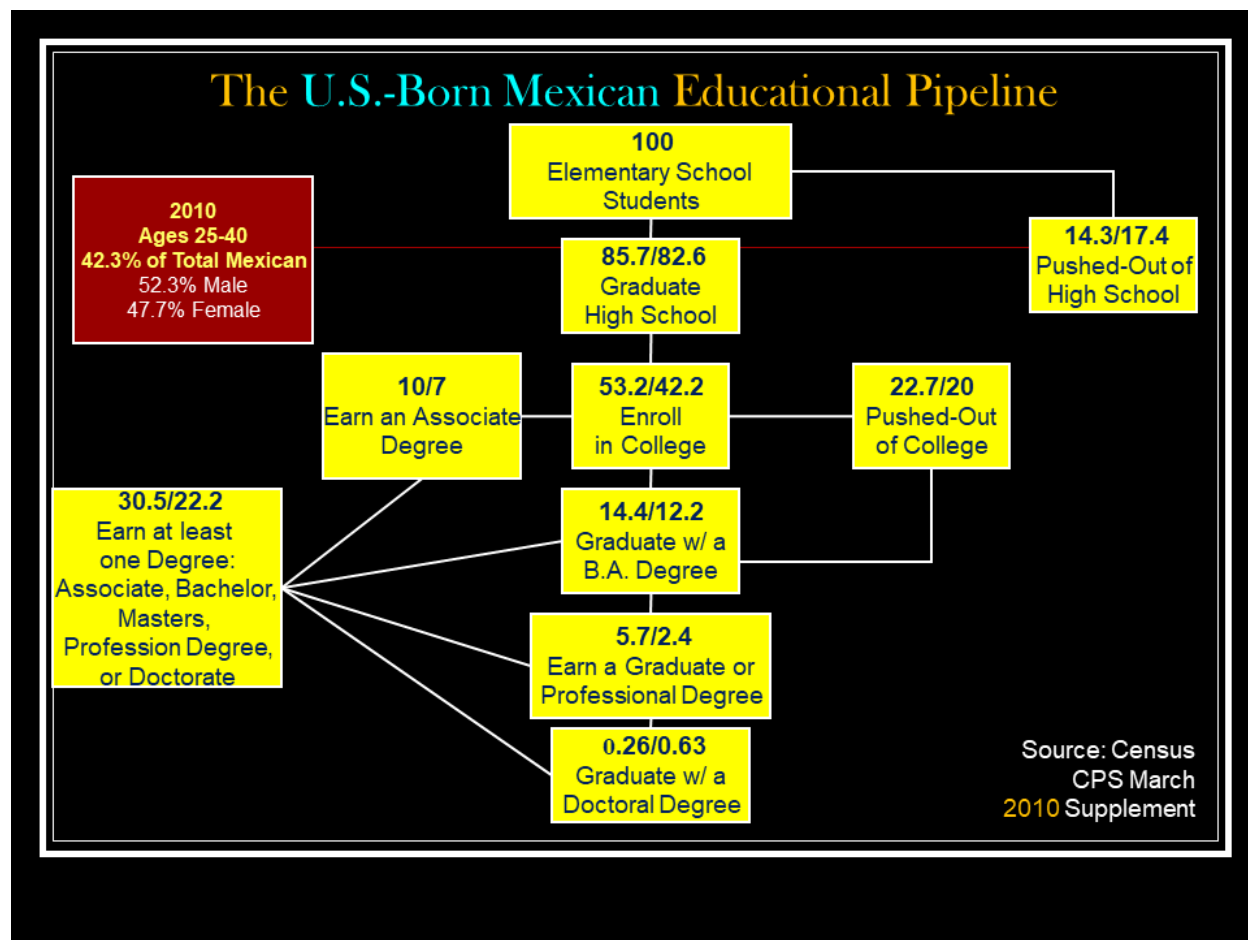 The U.S.-Born Mexican Educational Pipeline
100
Elementary School
Students
2010
Ages 25-40
42.3% of Total Mexican
52.3% Male
47.7% Female
85.7/82.6
Graduate
High School
14.3/17.4
Pushed-Out of
High School
10/7
Earn an Associate
Degree
53.2/42.2
Enroll
in College
22.7/20
Pushed-Out
of College
30.5/22.2
Earn at least
one Degree:
Associate, Bachelor,
Masters,
Profession Degree,
or Doctorate
14.4/12.2
Graduate w/ a
B.A. Degree
5.7/2.4
Earn a Graduate or
Professional Degree
0.26/0.63
Graduate w/ a
Doctoral Degree
Source: Census
CPS March
2010 Supplement